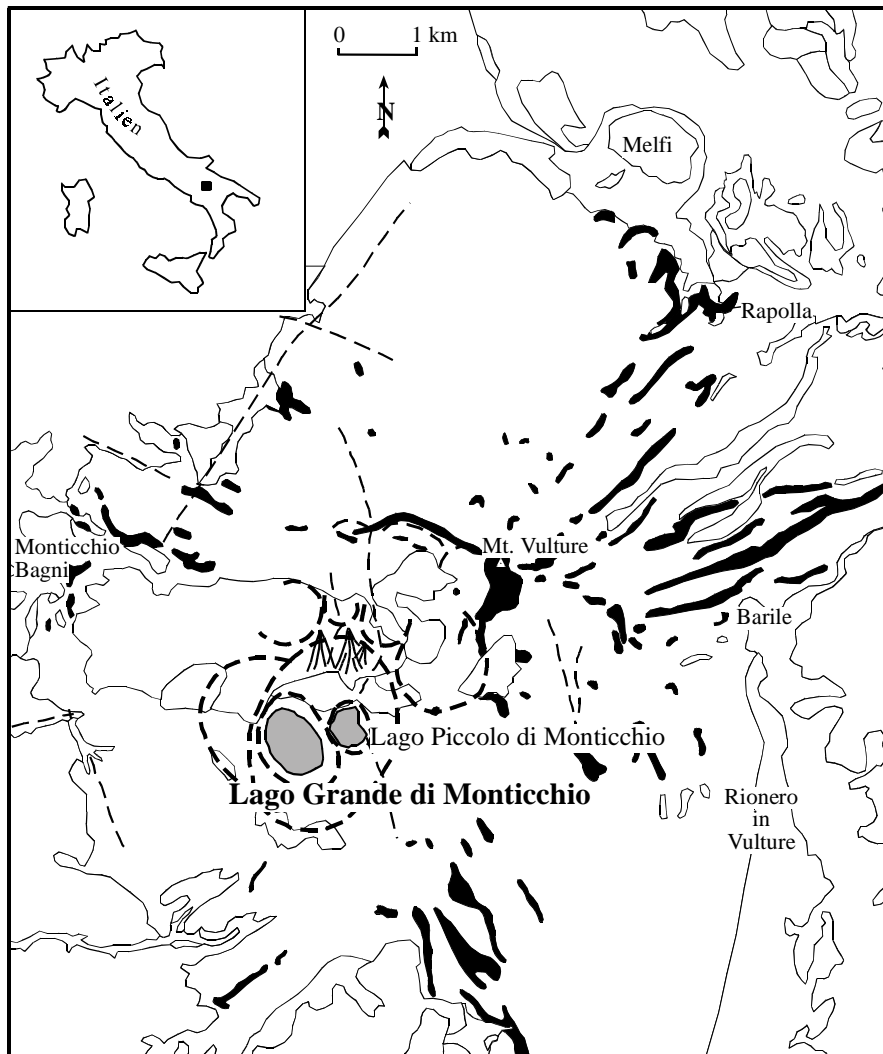 0 1 km
N
Italien
Melfi
Rapolla
Monticchio
Bagni
Mt. Vulture
Barile
Lago Piccolo di Monticchio
Lago Grande di Monticchio
Rionero
in
Vulture